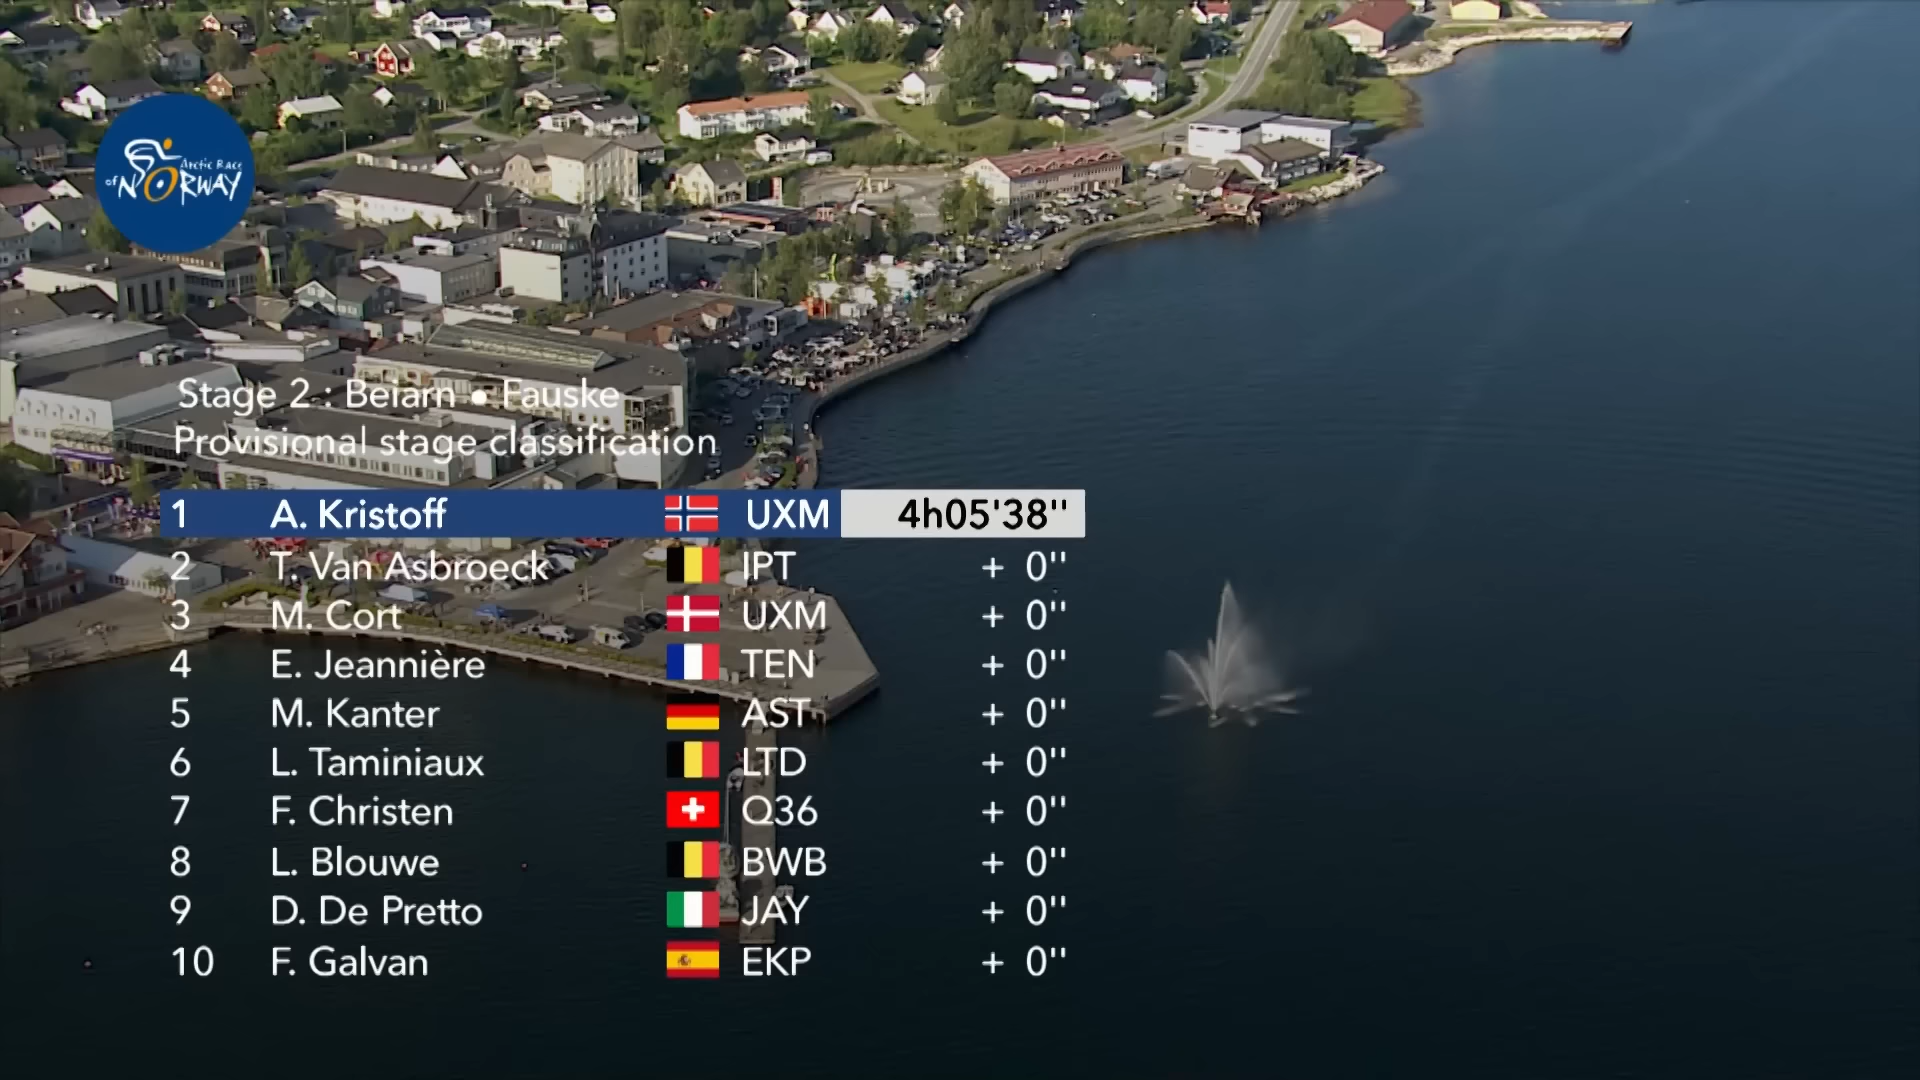 Arctic Race
of NORWAY
Stage 2 : Beiarn • Fauske
Provisional stage classification
1 A. Kristoff UXM 4h05'38''
2 T. Van Asbroeck IPT + 0''
3 M. Cort UXM + 0''
4 E. Jeannière TEN + 0''
5 M. Kanter AST + 0''
6 L. Taminiaux LTD + 0''
7 F. Christen Q36 + 0''
8 L. Blouwe BWB + 0''
9 D. De Pretto JAY + 0''
10 F. Galvan EKP + 0''